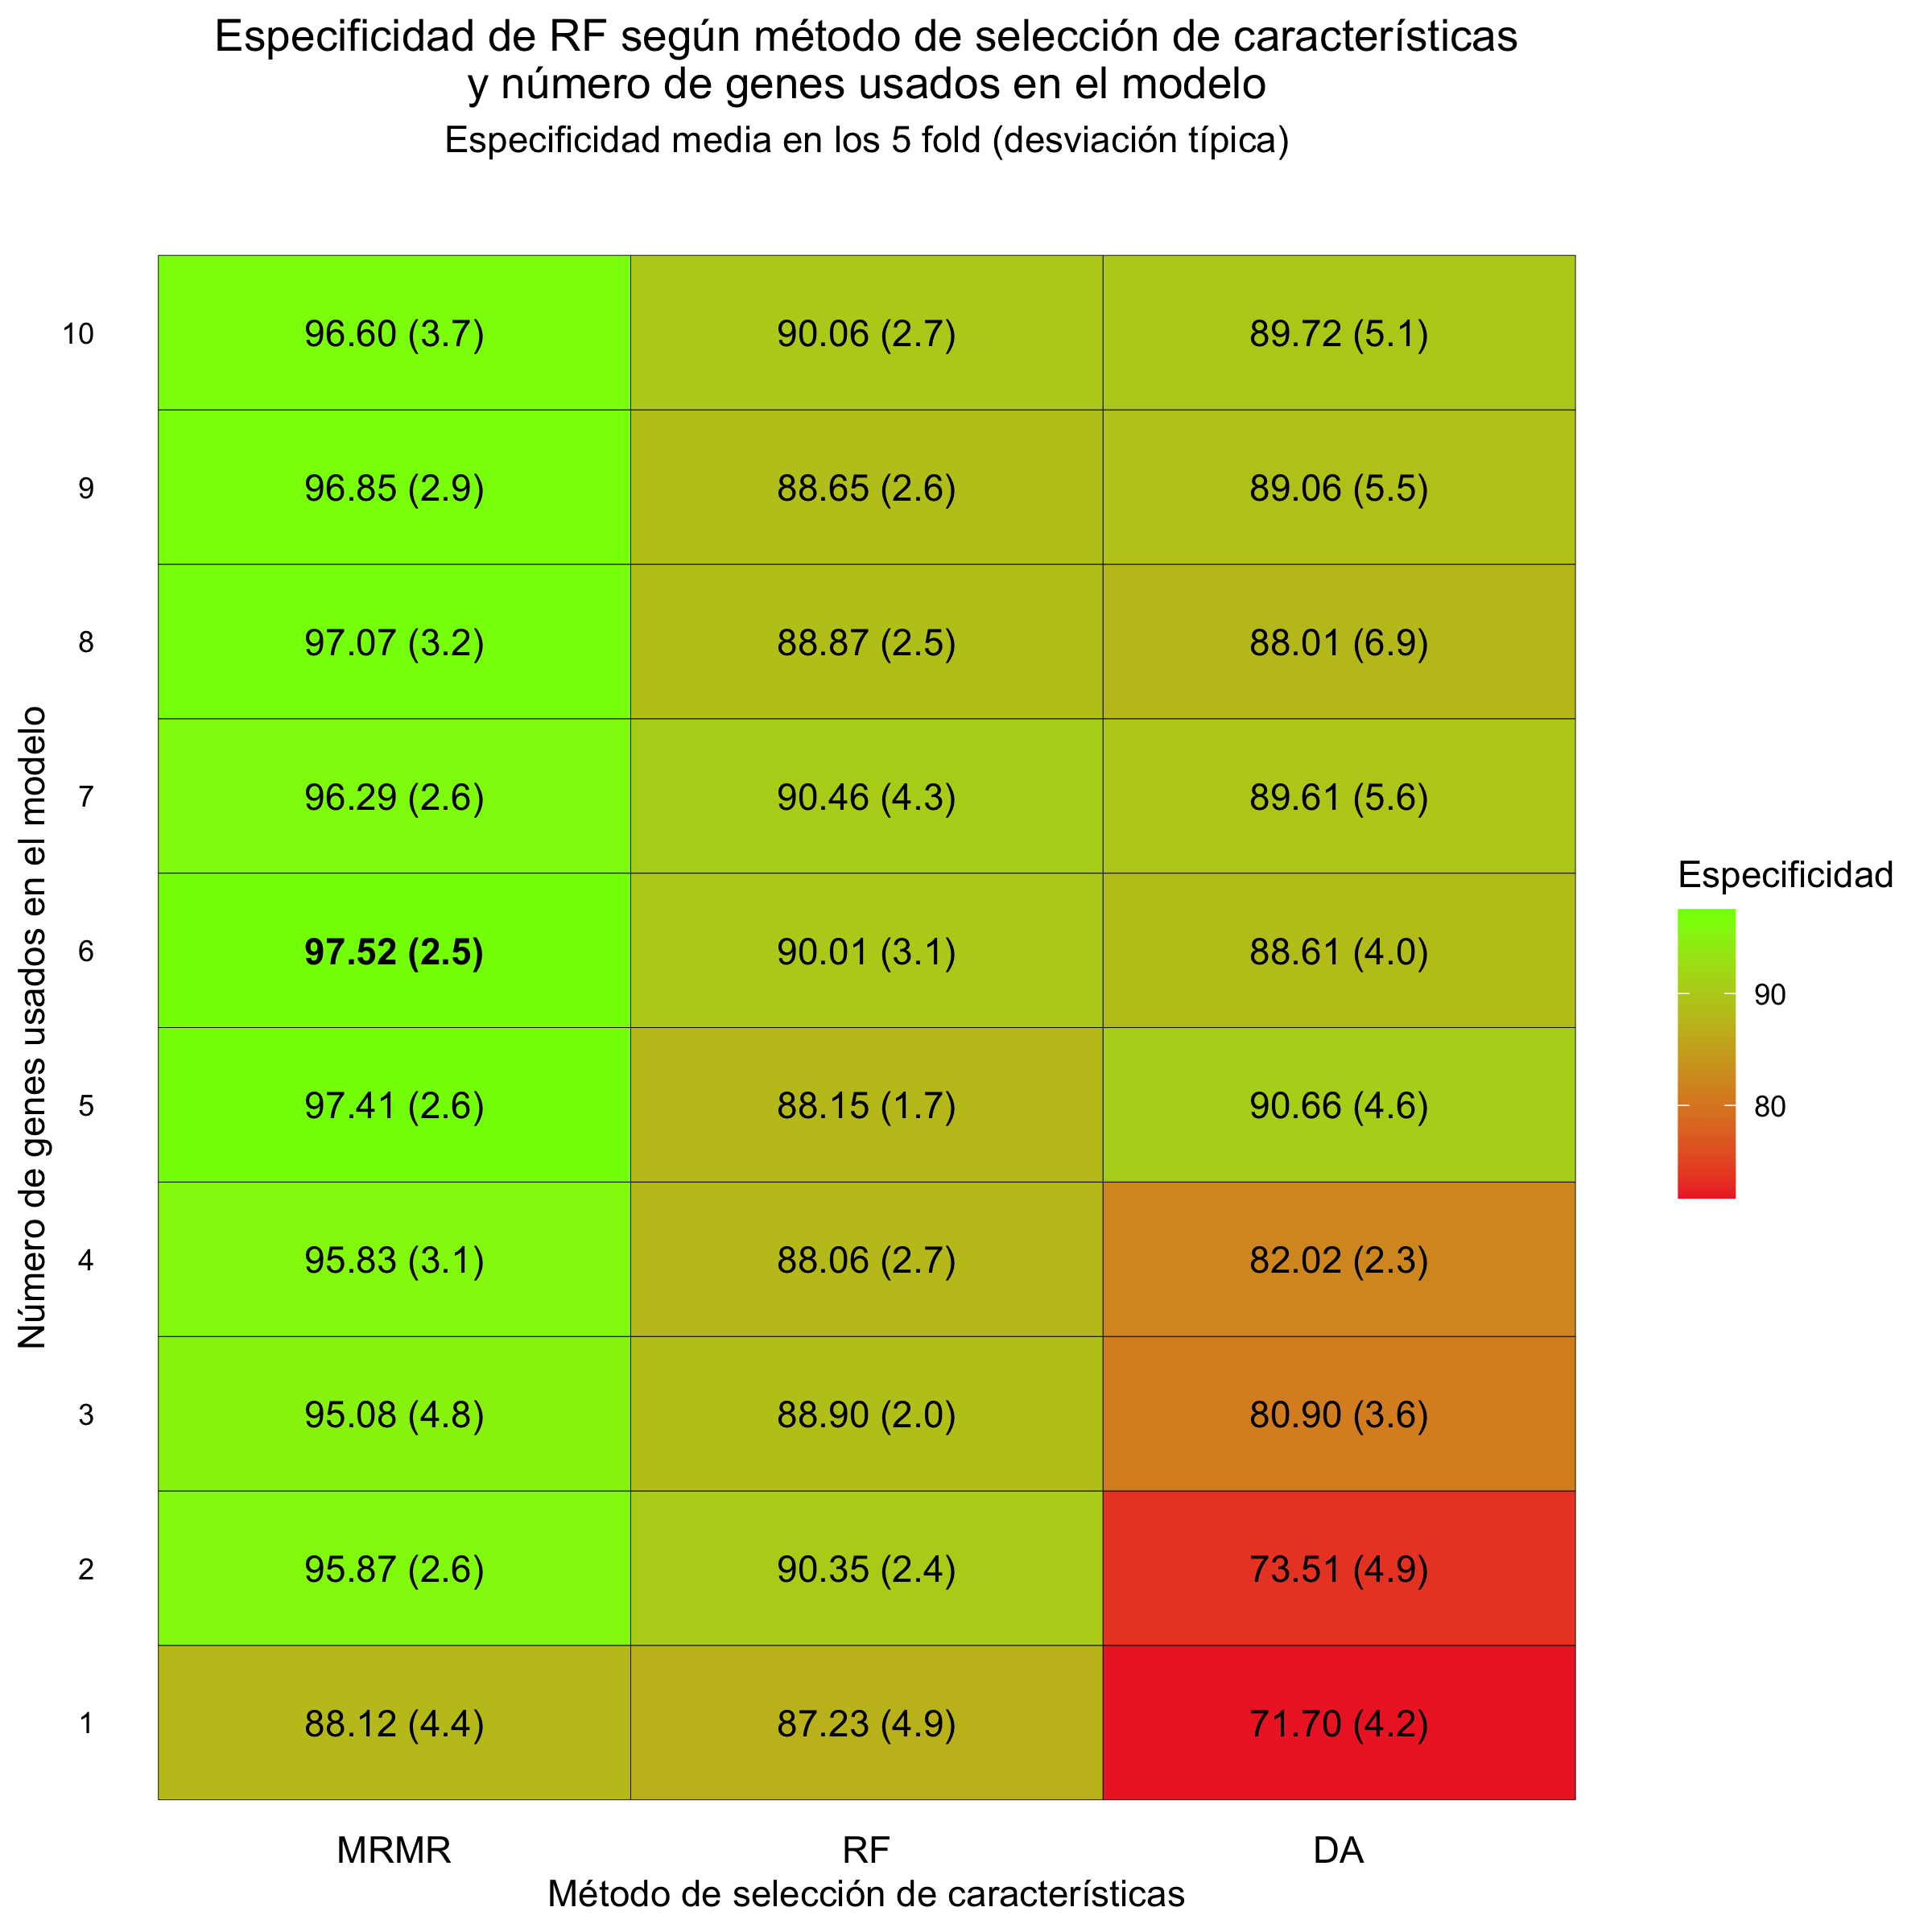 Especificidad de RF según método de selección de características
y número de genes usados en el modelo
Especificidad media en los 5 fold (desviación típica)
Número de genes usados en el modelo
10 96.60 (3.7) 90.06 (2.7) 89.72 (5.1)
9 96.85 (2.9) 88.65 (2.6) 89.06 (5.5)
8 97.07 (3.2) 88.87 (2.5) 88.01 (6.9)
7 96.29 (2.6) 90.46 (4.3) 89.61 (5.6)
6 97.52 (2.5) 90.01 (3.1) 88.61 (4.0)
5 97.41 (2.6) 88.15 (1.7) 90.66 (4.6)
4 95.83 (3.1) 88.06 (2.7) 82.02 (2.3)
3 95.08 (4.8) 88.90 (2.0) 80.90 (3.6)
2 95.87 (2.6) 90.35 (2.4) 73.51 (4.9)
1 88.12 (4.4) 87.23 (4.9) 71.70 (4.2)
MRMR RF DA
Método de selección de características
Especificidad
90
80